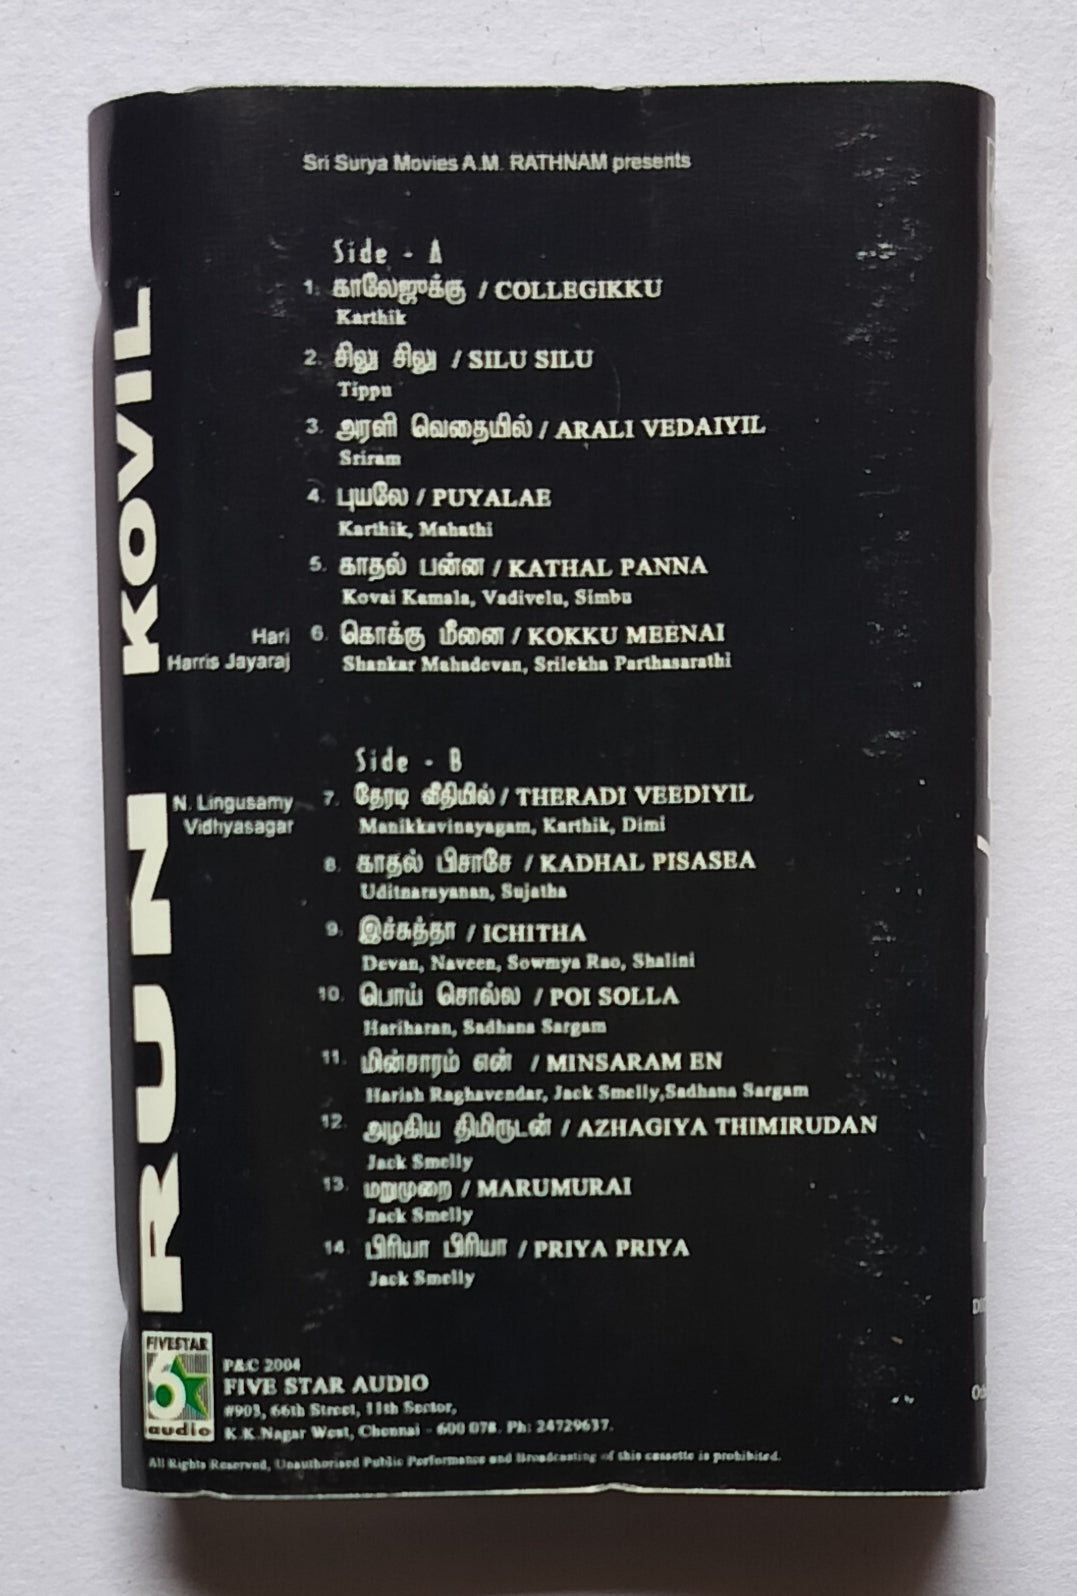 Sri Surya Movies A.M. RATHNAM presents
KOVIL
Hari
Harris Jayaraj
Side - A
1. காலேஜுக்கு / COLLEGIKKU
Karthik
2. சிலு சிலு / SILU SILU
Tippu
3. அரளி வெதையில் / ARALI VEDAIYIL
Sriram
4. புயலே / PUYALAE
Karthik, Mahathi
5. காதல் பன்ன / KATHAL PANNA
Kovai Kamala, Vadivelu, Simbu
6. கொக்கு மீனை / KOKKU MEENAI
Shankar Mahadevan, Srilekha Parthasarathi
RUN
N. Lingusamy
Vidhyasagar
Side - B
7. தேரடி வீதியில் / THERADI VEEDIYIL
Manikkavinayagam, Karthik, Dimi
8. காதல் பிசாசே / KADHAL PISASEA
Uditnarayanan, Sujatha
9. இச்சுத்தா / ICHITHA
Devan, Naveen, Sowmya Rao, Shalini
10. பொய் சொல்ல / POI SOLLA
Hariharan, Sadhana Sargam
11. மின்சாரம் என் / MINSARAM EN
Harish Raghavendar, Jack Smelly,Sadhana Sargam
12. அழகிய திமிருடன் / AZHAGIYA THIMIRUDAN
Jack Smelly
13. மறுமுறை / MARUMURAI
Jack Smelly
14. பிரியா பிரியா / PRIYA PRIYA
Jack Smelly
FIVESTAR
audio
P&C 2004
FIVE STAR AUDIO
#903, 66th Street, 11th Sector,
K.K.Nagar West, Chennai - 600 078. Ph: 24729637.
All Rights Reserved, Unauthorised Public Performance and Broadcasting of this cassette is prohibited.